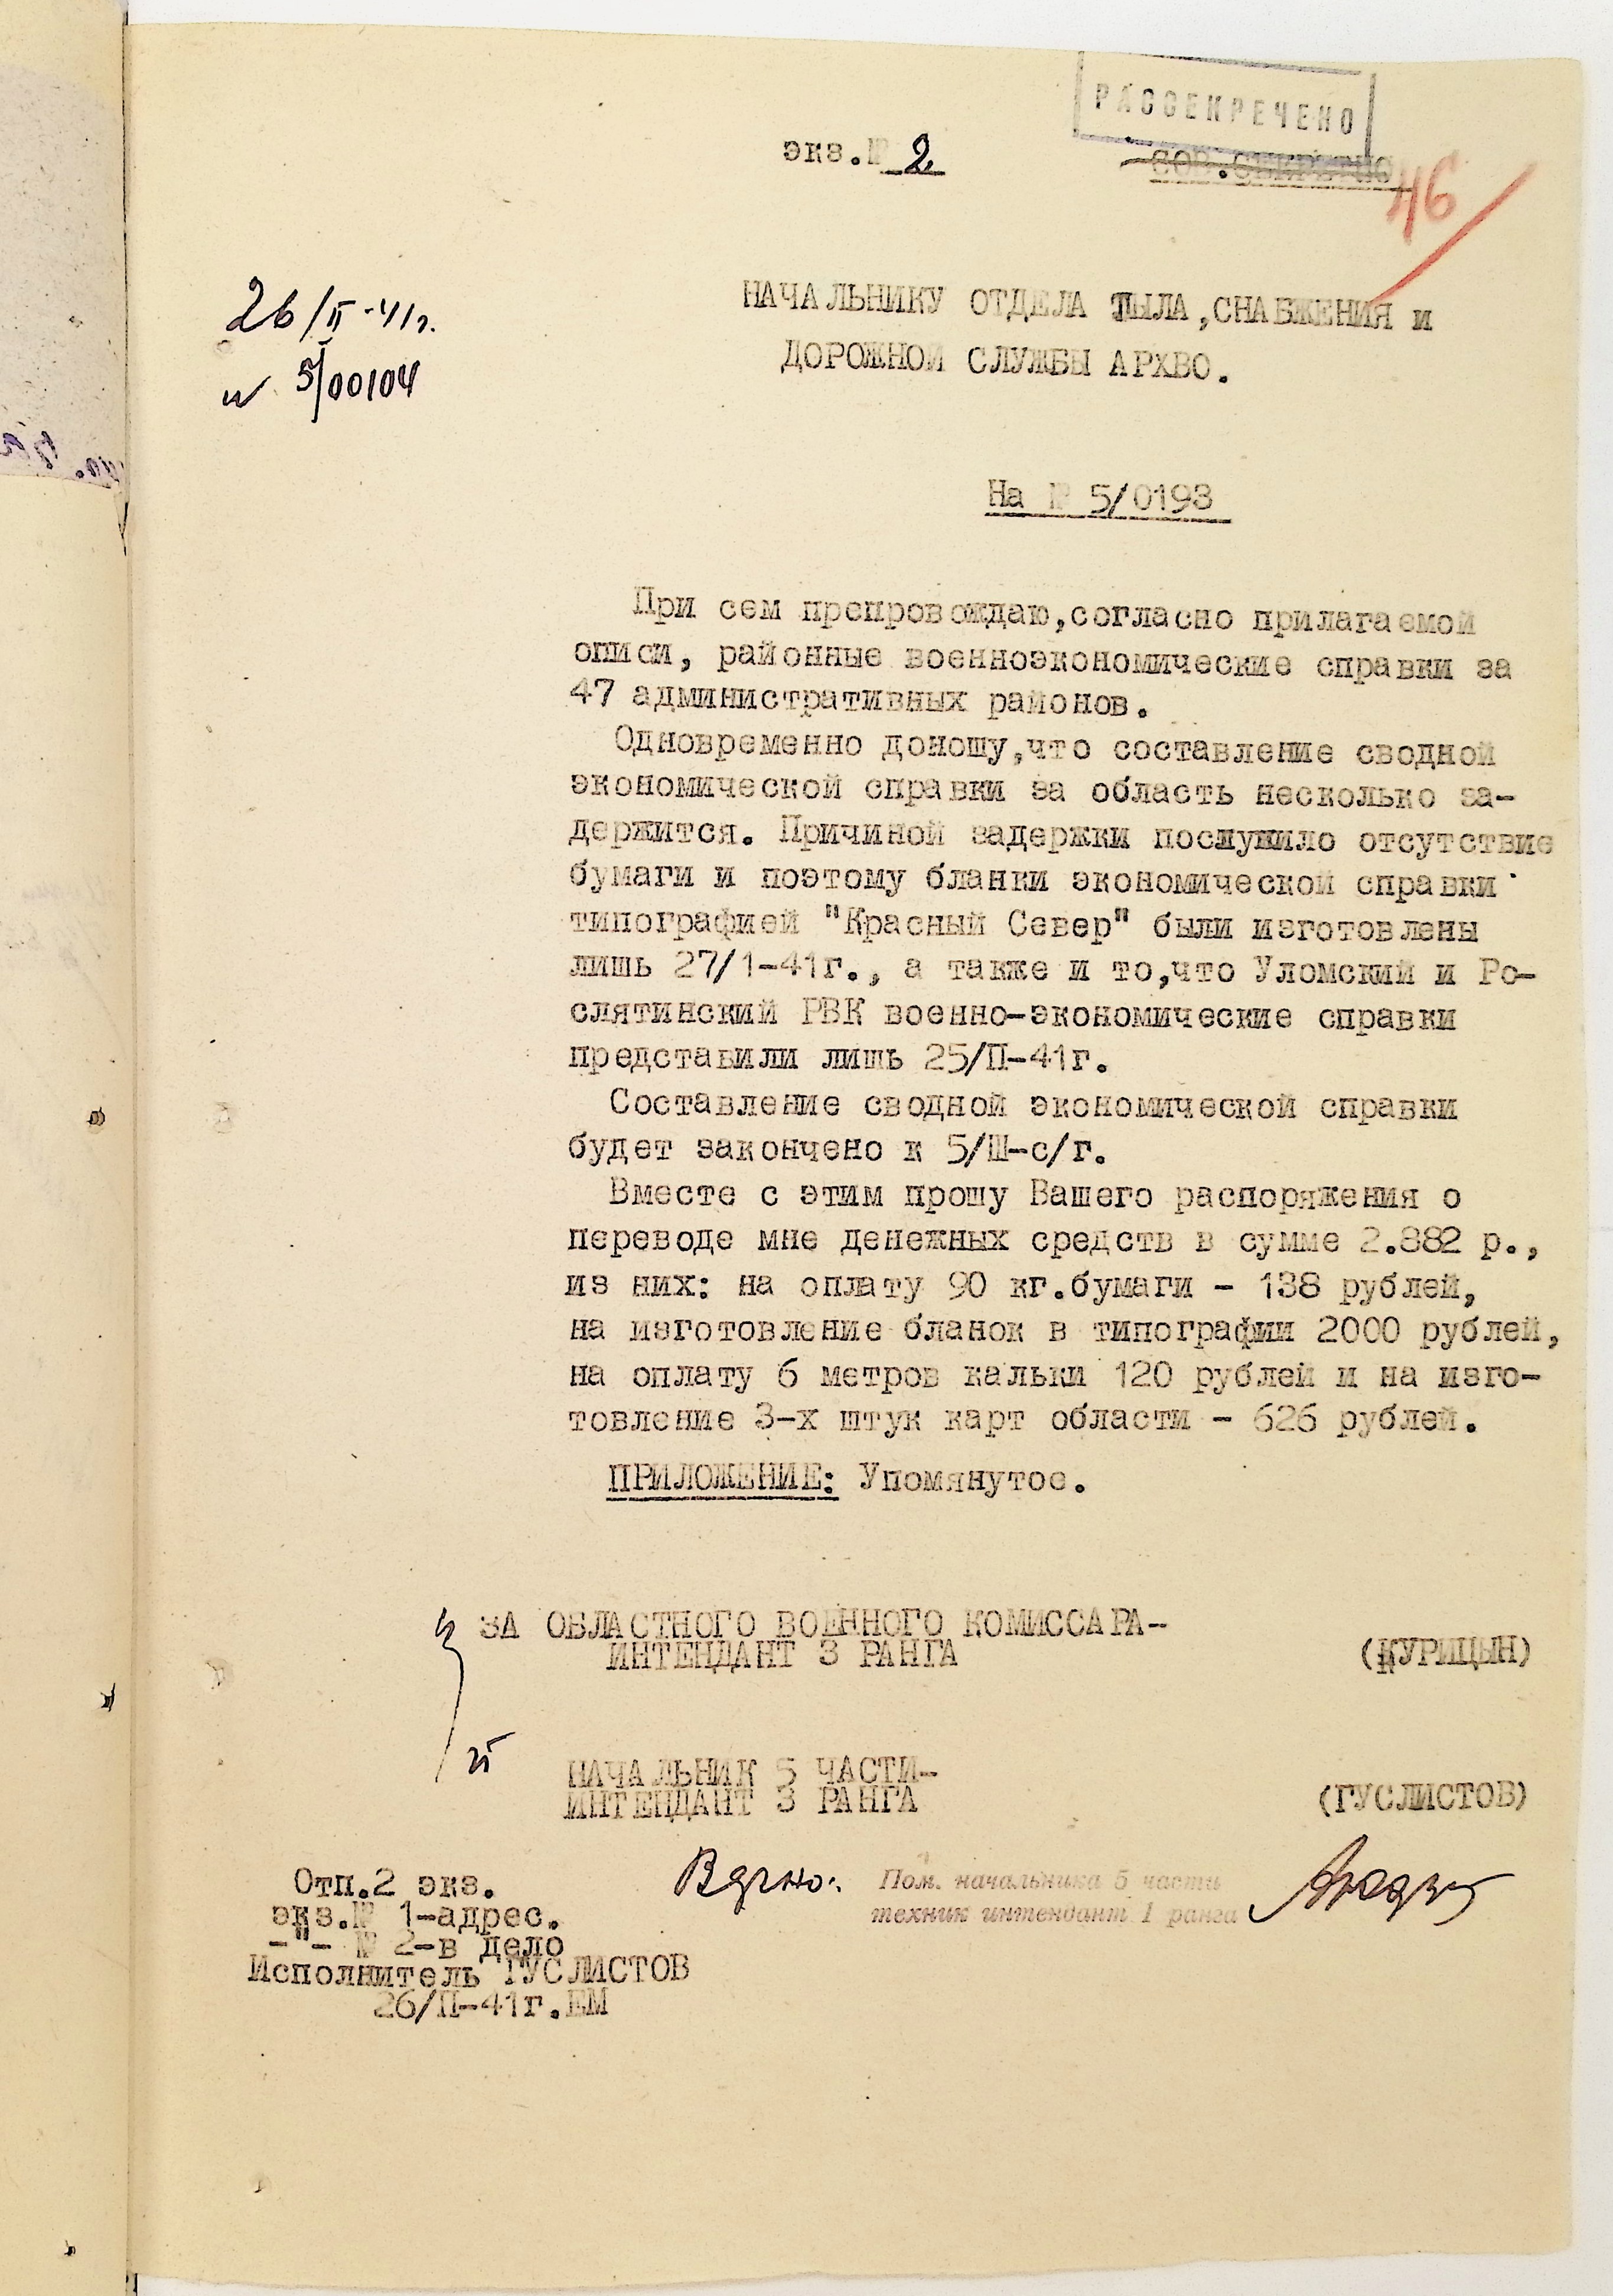 РАССЕКРЕЧЕНО
экз.№ 2
СОВ.СЕКРЕТНО
46
26/II-41г.
№ 5/00104
НАЧАЛЬНИКУ ОТДЕЛА ТЫЛА,СНАБЖЕНИЯ и
ДОРОЖНОЙ СЛУЖБЫ АРХВО.
На № 5/0193
При сем препровождаю,согласно прилагаемой
описи, районные военноэкономические справки за
47 административных районов.
Одновременно доношу,что составление сводной
экономической справки за область несколько за-
держится. Причиной задержки послужило отсутствие
бумаги и поэтому бланки экономической справки
типографией "Красный Север" были изготовлены
лишь 27/1-41г., а также и то,что Уломский и Ро-
слятинский РВК военно-экономические справки
представили лишь 25/П-41г.
Составление сводной экономической справки
будет закончено к 5/Ш-с/г.
Вместе с этим прошу Вашего распоряжения о
переводе мне денежных средств в сумме 2.882 р.,
из них: на оплату 90 кг.бумаги - 138 рублей,
на изготовление бланок в типографии 2000 рублей,
на оплату 6 метров кальки 120 рублей и на изго-
товление 3-х штук карт области - 626 рублей.
ПРИЛОЖЕНИЕ: Упомянутое.
ЗА ОБЛАСТНОГО ВОЕННОГО КОМИССАРА-
ИНТЕНДАНТ 3 РАНГА
(КУРИЦЫН)
НАЧАЛЬНИК 5 ЧАСТИ-
ИНТЕНДАНТ 3 РАНГА
(ГУСЛИСТОВ)
Верно:
Пом. начальника 5 части
техник интендант 1 ранга
Отп.2 экз.
экз.№ 1-адрес.
-"- № 2-в дело
Исполнитель ГУСЛИСТОВ
26/П-41г.ЕМ